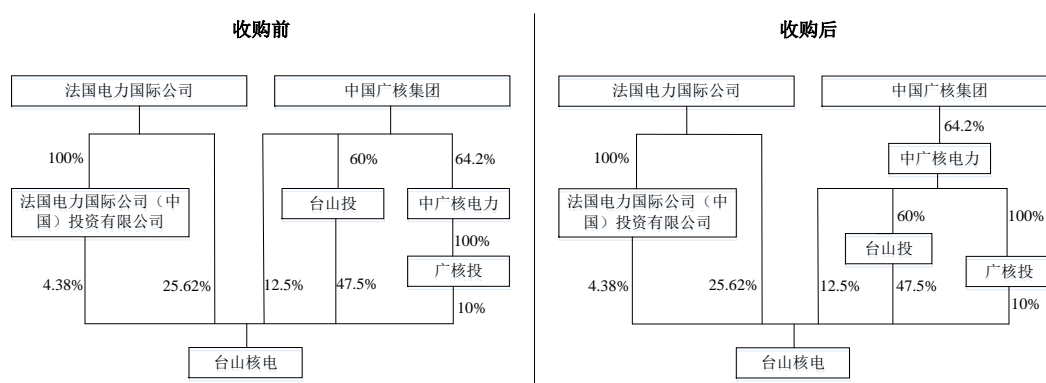 收购前
法国电力国际公司
中国广核集团
100%
60%
64.2%
法国电力国际公司（中
国）投资有限公司
台山投
中广核电力
100%
广核投
4.38%
25.62%
12.5%
47.5%
10%
台山核电
收购后
法国电力国际公司
中国广核集团
64.2%
中广核电力
100%
法国电力国际公司（中
国）投资有限公司
60%
100%
台山投
广核投
4.38%
25.62%
12.5%
47.5%
10%
台山核电